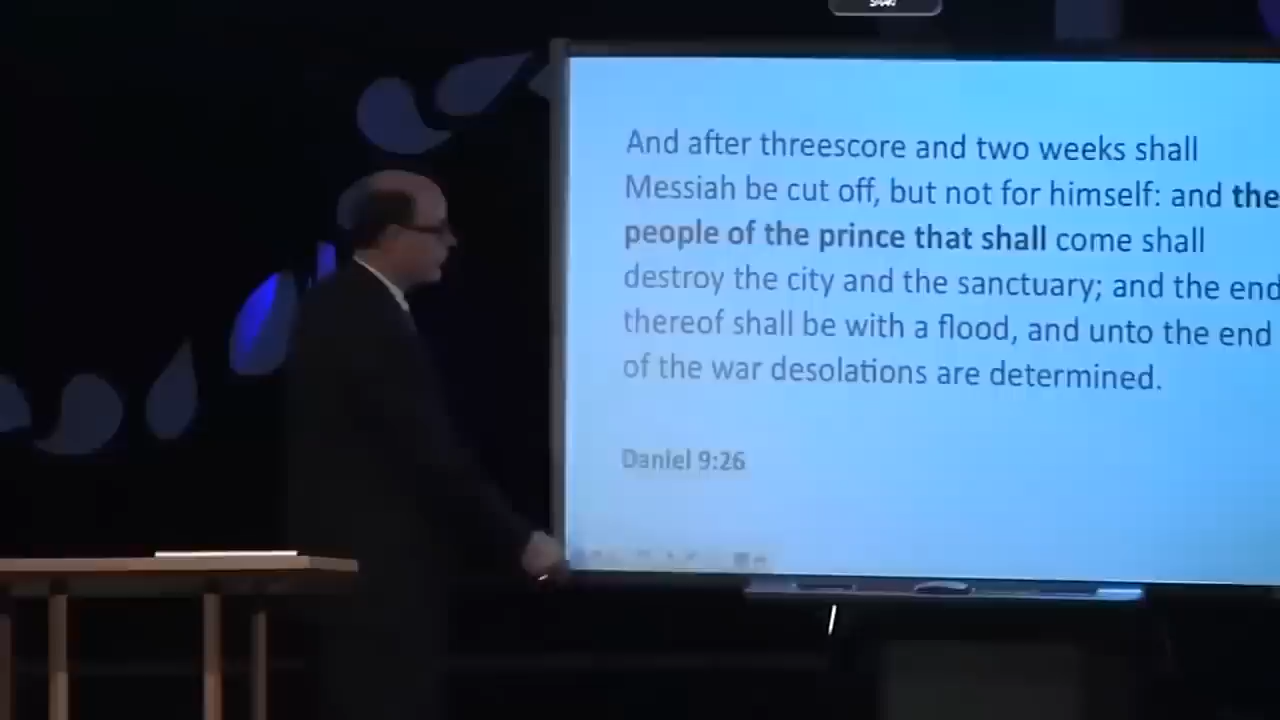 And after threescore and two weeks shall
Messiah be cut off, but not for himself: and the
people of the prince that shall come shall
destroy the city and the sanctuary; and the end
thereof shall be with a flood, and unto the end
of the war desolations are determined.
Daniel 9:26